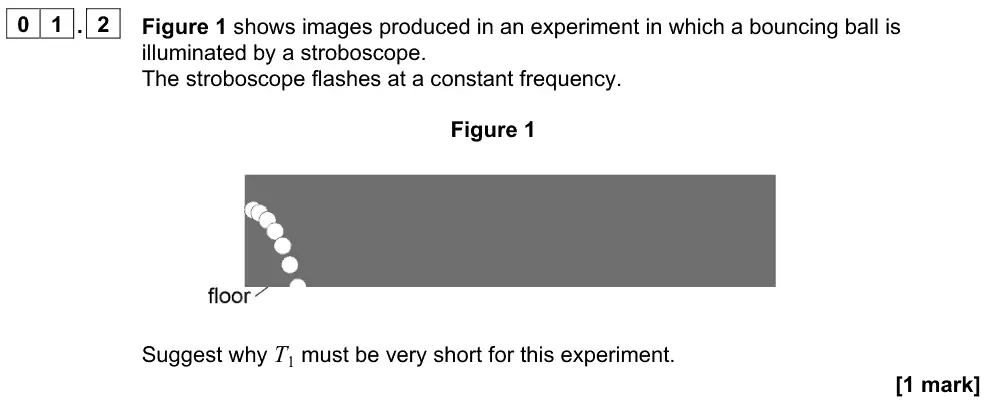 0 1 . 2 Figure 1 shows images produced in an experiment in which a bouncing ball is
illuminated by a stroboscope.
The stroboscope flashes at a constant frequency.
Figure 1
floor
Suggest why T₁ must be very short for this experiment.
[1 mark]